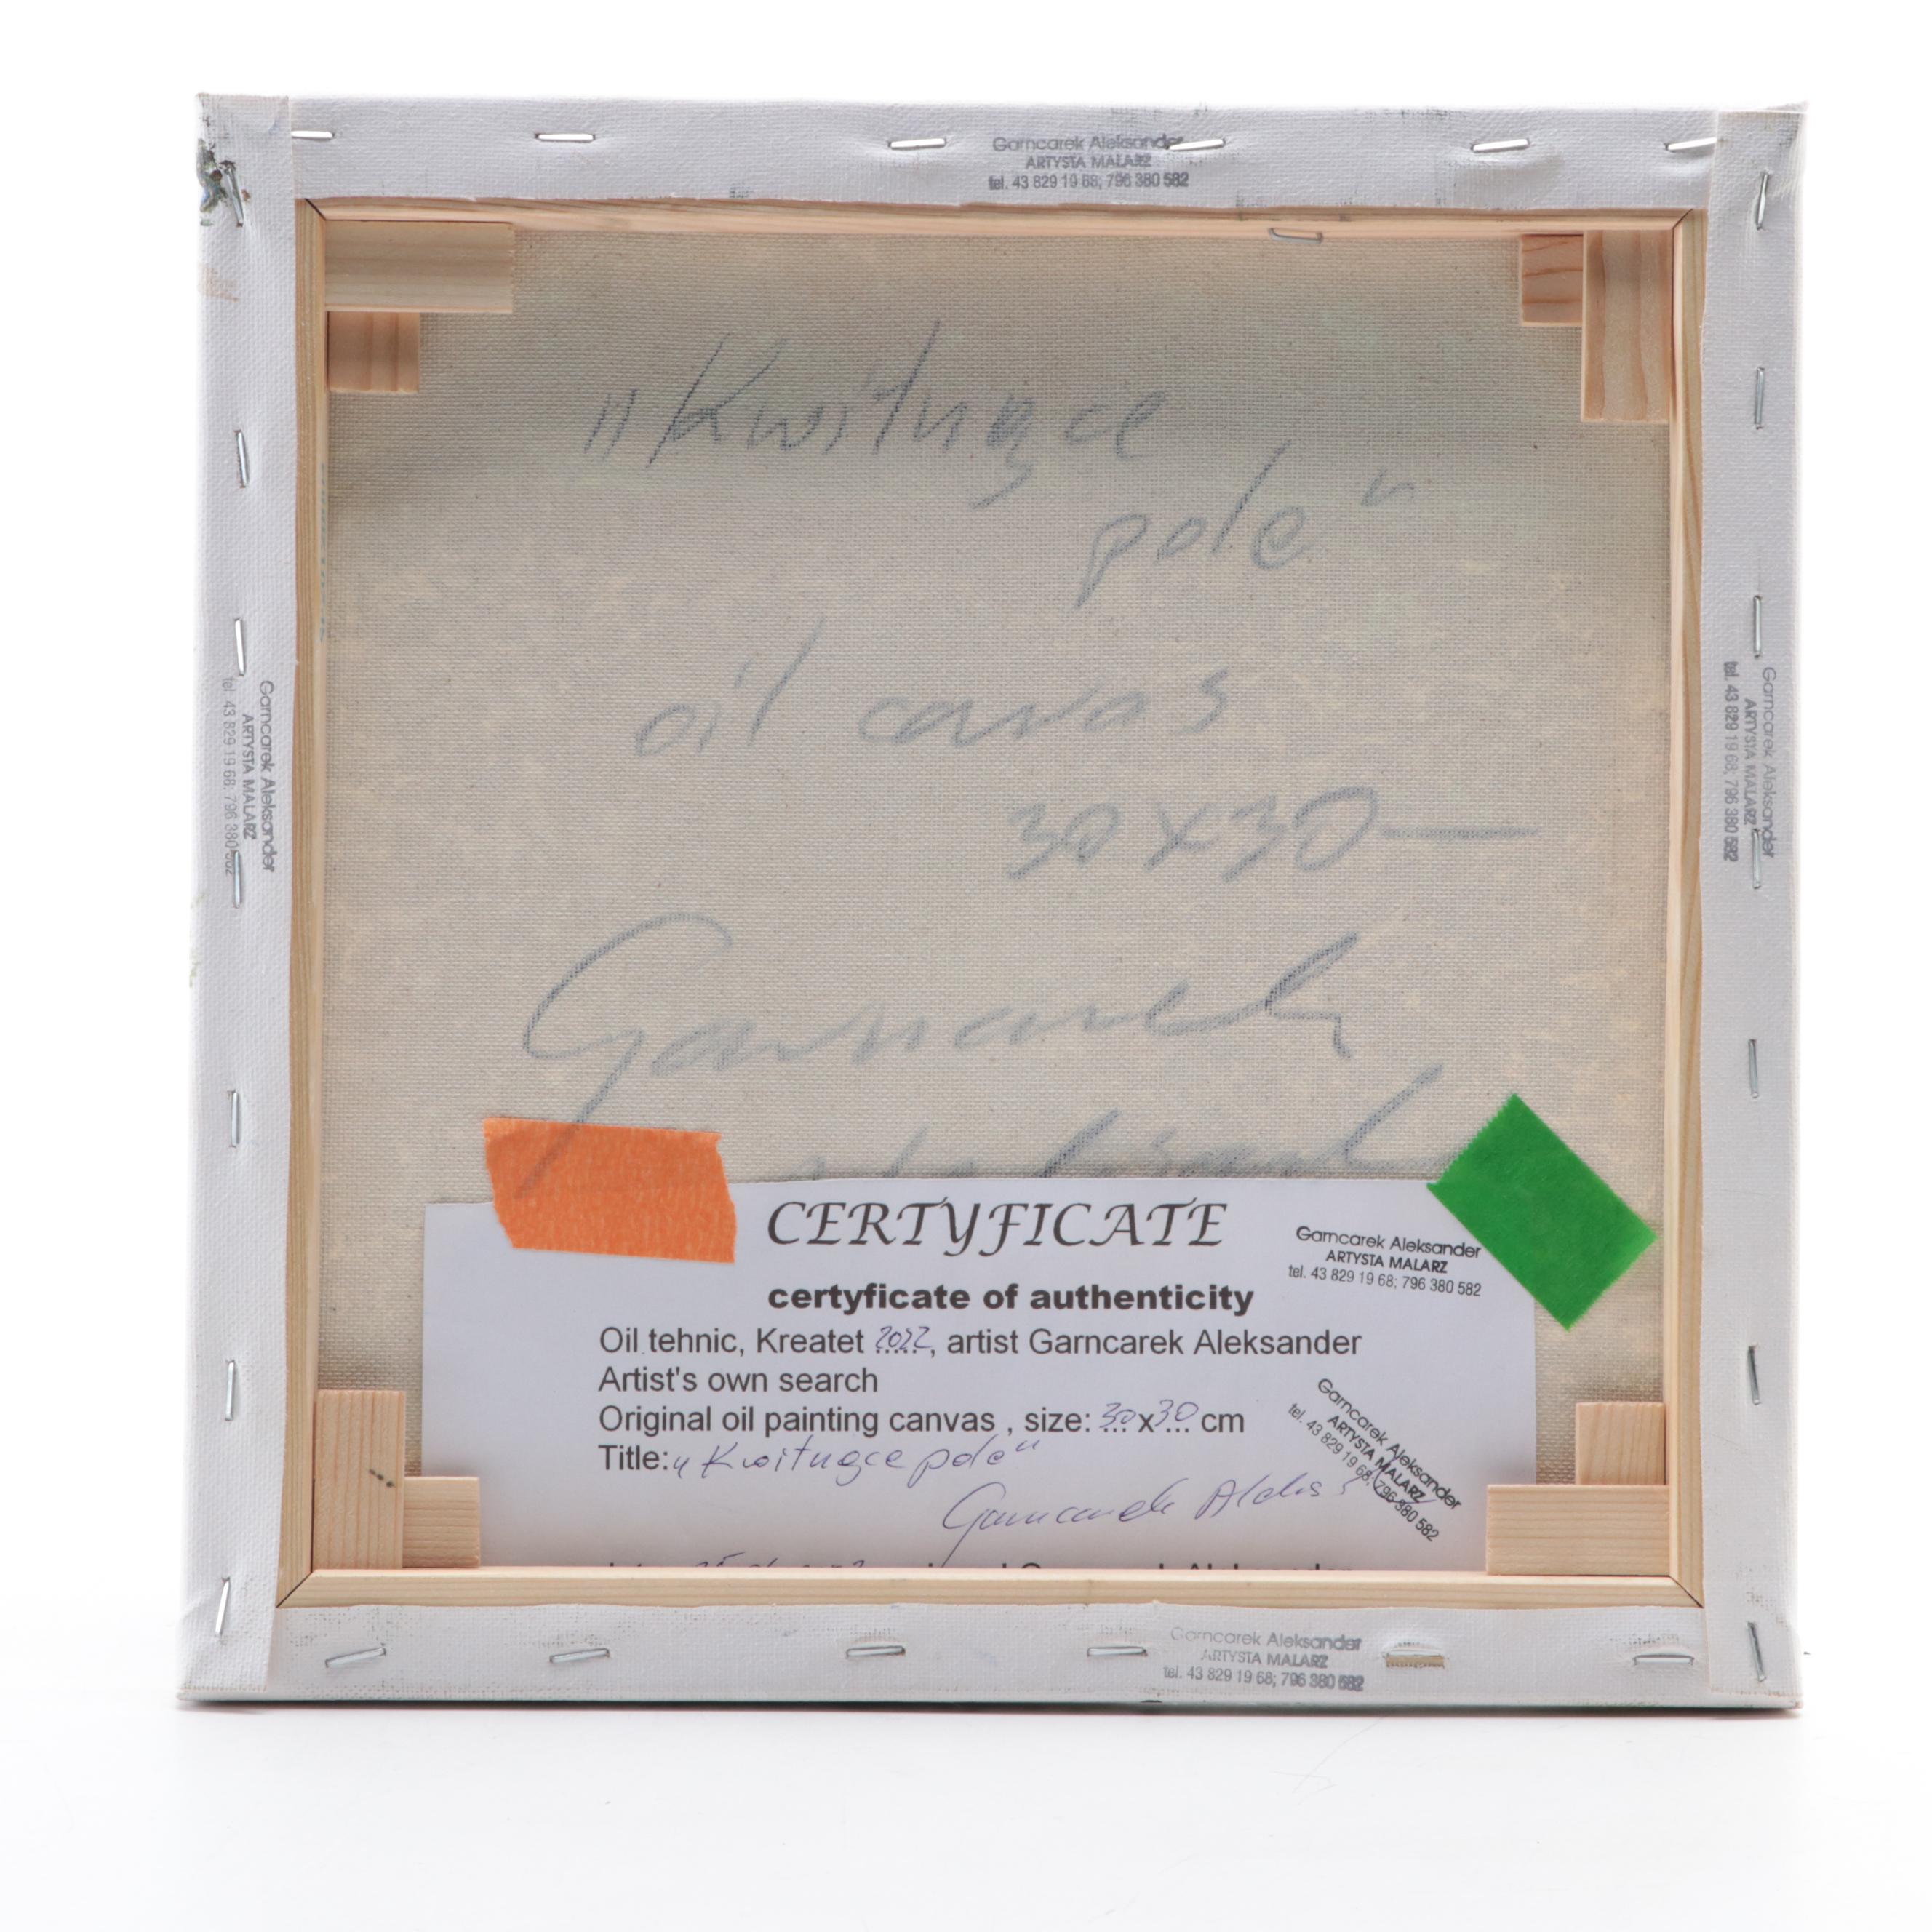 Garncarek Aleksander
ARTYSTA MALARZ
tel. 43 829 19 68; 796 380 582
„Kwitnące
pole"
oil canvas
30x30
Garncarek
Garncarek Aleksander
ARTYSTA MALARZ
tel. 43 829 19 68; 796 380 582
Garncarek Aleksander
ARTYSTA MALARZ
tel. 43 829 19 68; 796 380 582
CERTYFICATE
certyficate of authenticity
Garncarek Aleksander
ARTYSTA MALARZ
tel. 43 829 19 68; 796 380 582
Oil tehnic, Kreatet 2022, artist Garncarek Aleksander
Artist's own search
Original oil painting canvas , size: 30x30 cm
Title: „Kwitnące pole"
Garncarek Aleks
Garncarek Aleksander
ARTYSTA MALARZ
tel. 43 829 19 68; 796 380 582
Garncarek Aleksander
ARTYSTA MALARZ
tel. 43 829 19 68; 796 380 582